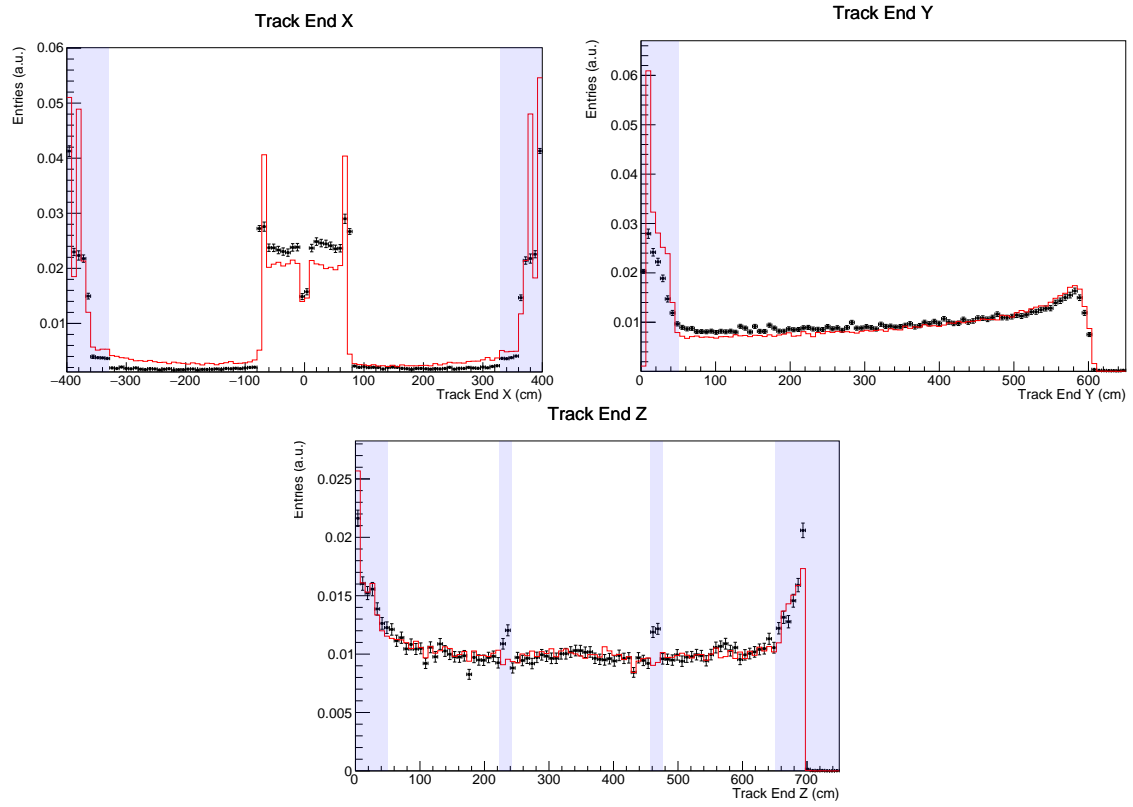 Track End X
Entries (a.u.)
0.06
0.05
0.04
0.03
0.02
0.01
−400 −300 −200 −100 0 100 200 300 400
Track End X (cm)
Track End Y
Entries (a.u.)
0.06
0.05
0.04
0.03
0.02
0.01
0 100 200 300 400 500 600
Track End Y (cm)
Track End Z
Entries (a.u.)
0.025
0.02
0.015
0.01
0.005
0
0 100 200 300 400 500 600 700
Track End Z (cm)